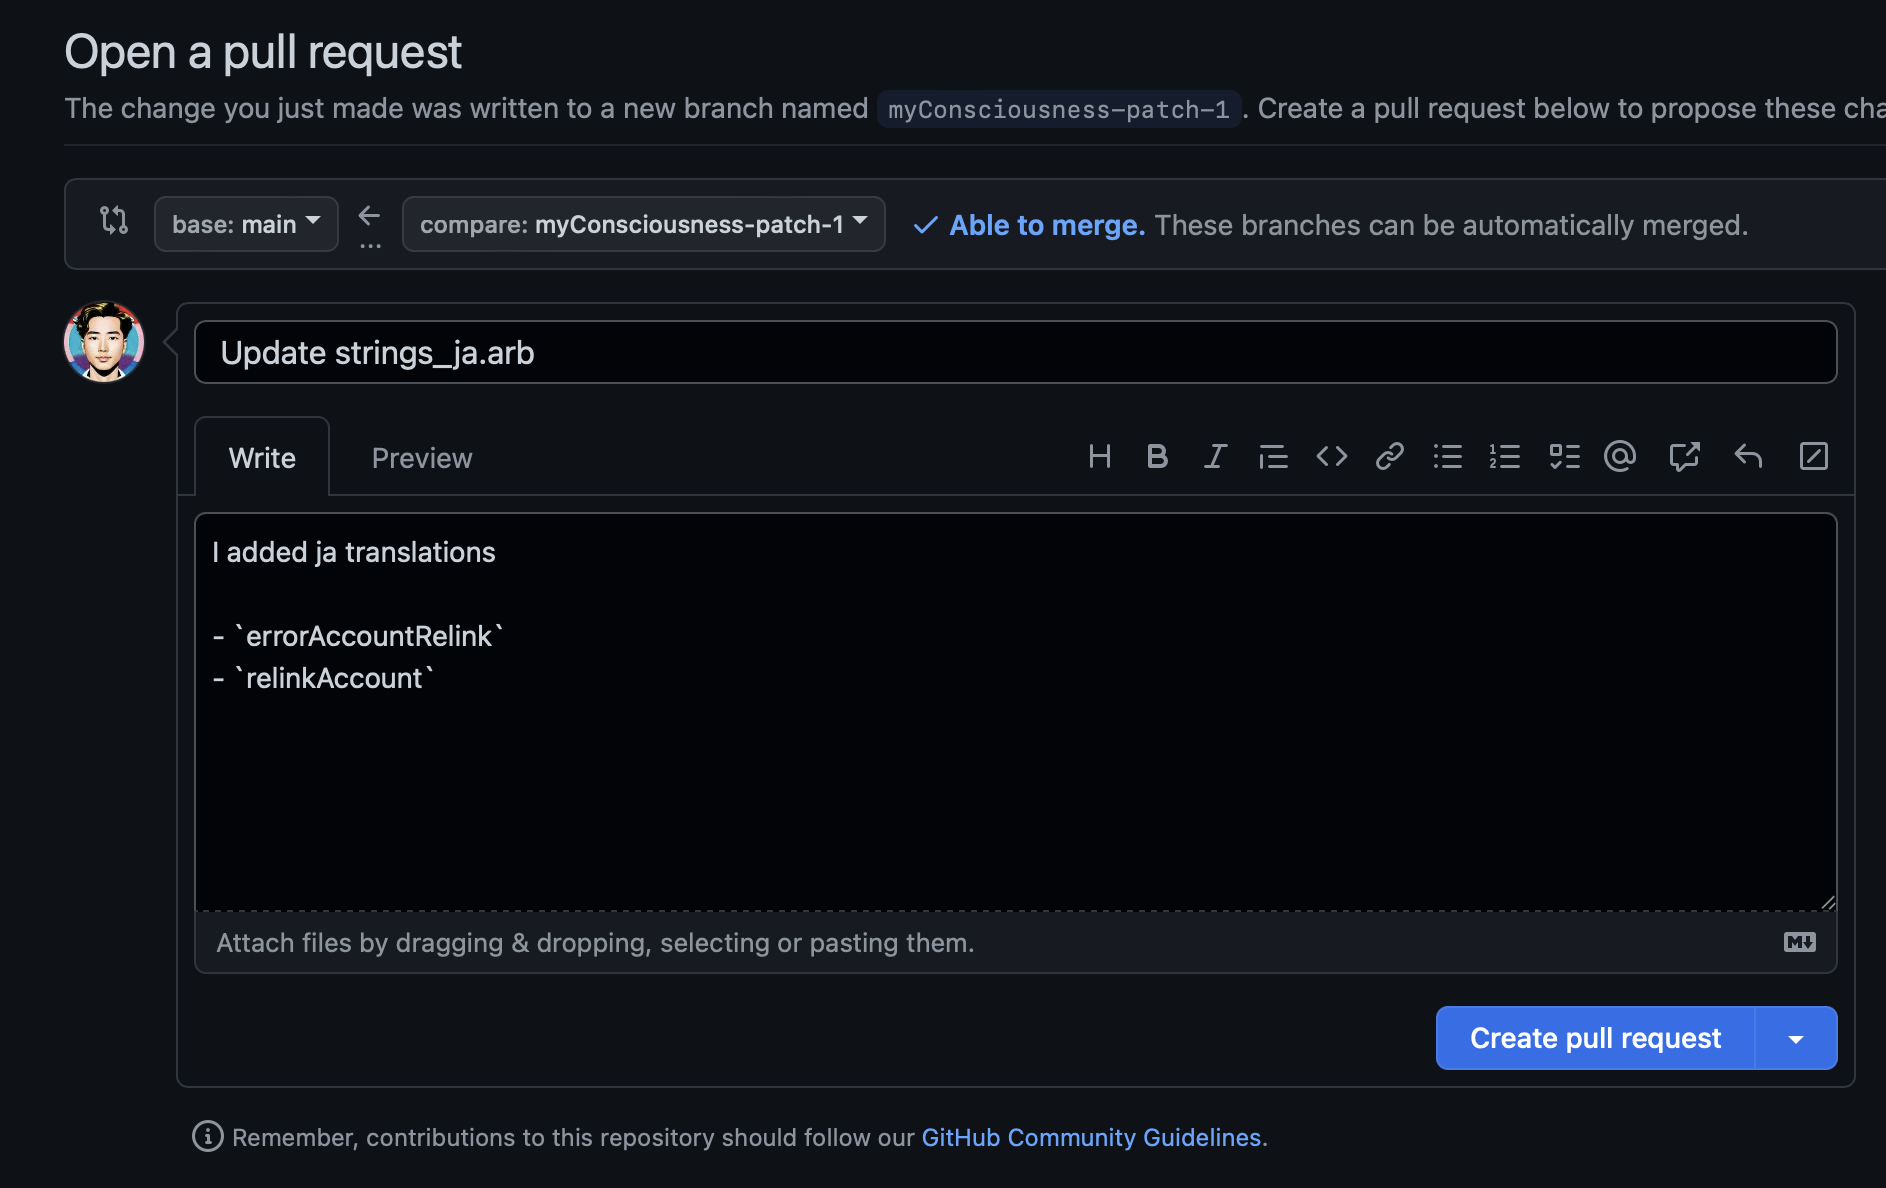 Open a pull request
The change you just made was written to a new branch named myConsciousness-patch-1. Create a pull request below to propose these cha
base: main
...
compare: myConsciousness-patch-1
Able to merge. These branches can be automatically merged.
Update strings_ja.arb
Write Preview
I added ja translations
- `errorAccountRelink`
- `relinkAccount`
Attach files by dragging & dropping, selecting or pasting them.
Create pull request
Remember, contributions to this repository should follow our GitHub Community Guidelines.